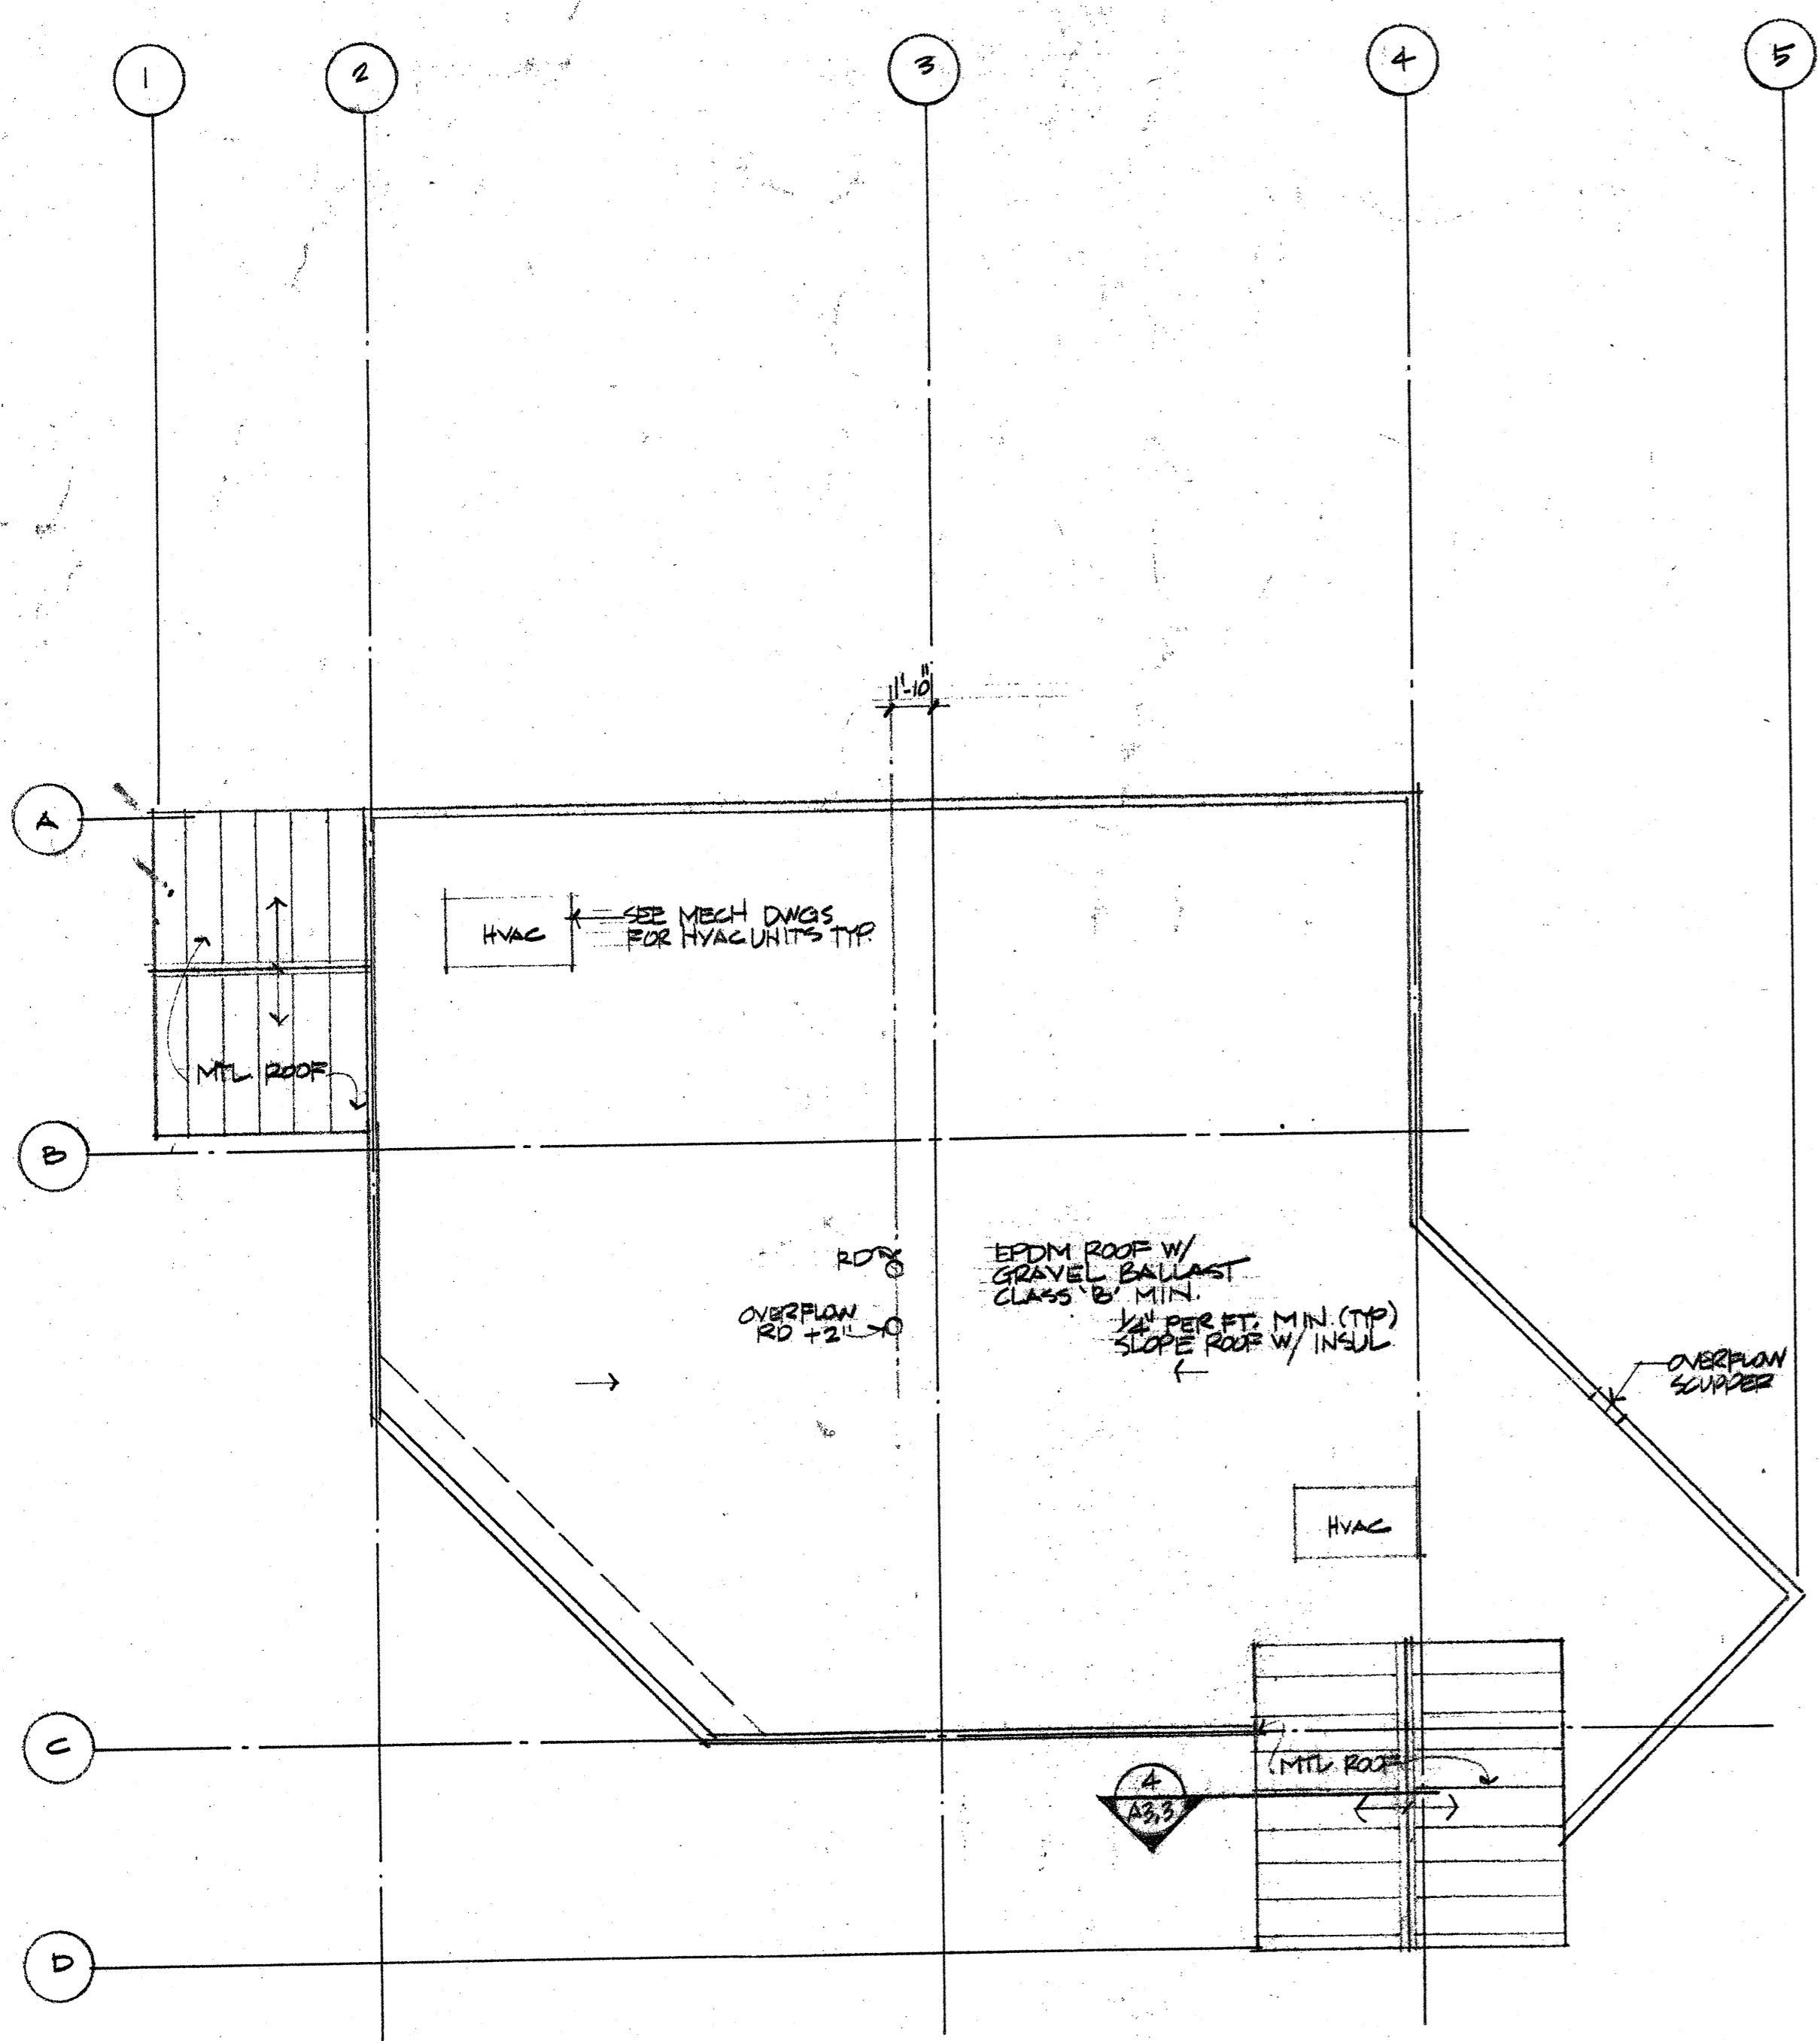 1
2
3
4
5
1'-10"
A
HVAC
SEE MECH DWGS
FOR HVAC UNITS TYP.
MTL. ROOF
B
RD
OVERFLOW
RD +2"
EPDM ROOF W/
GRAVEL BALLAST
CLASS 'B' MIN.
1/4" PER FT. MIN. (TYP)
SLOPE ROOF W/ INSUL
OVERFLOW
SCUPPER
HVAC
C
MTL ROOF
4
A3,3
D